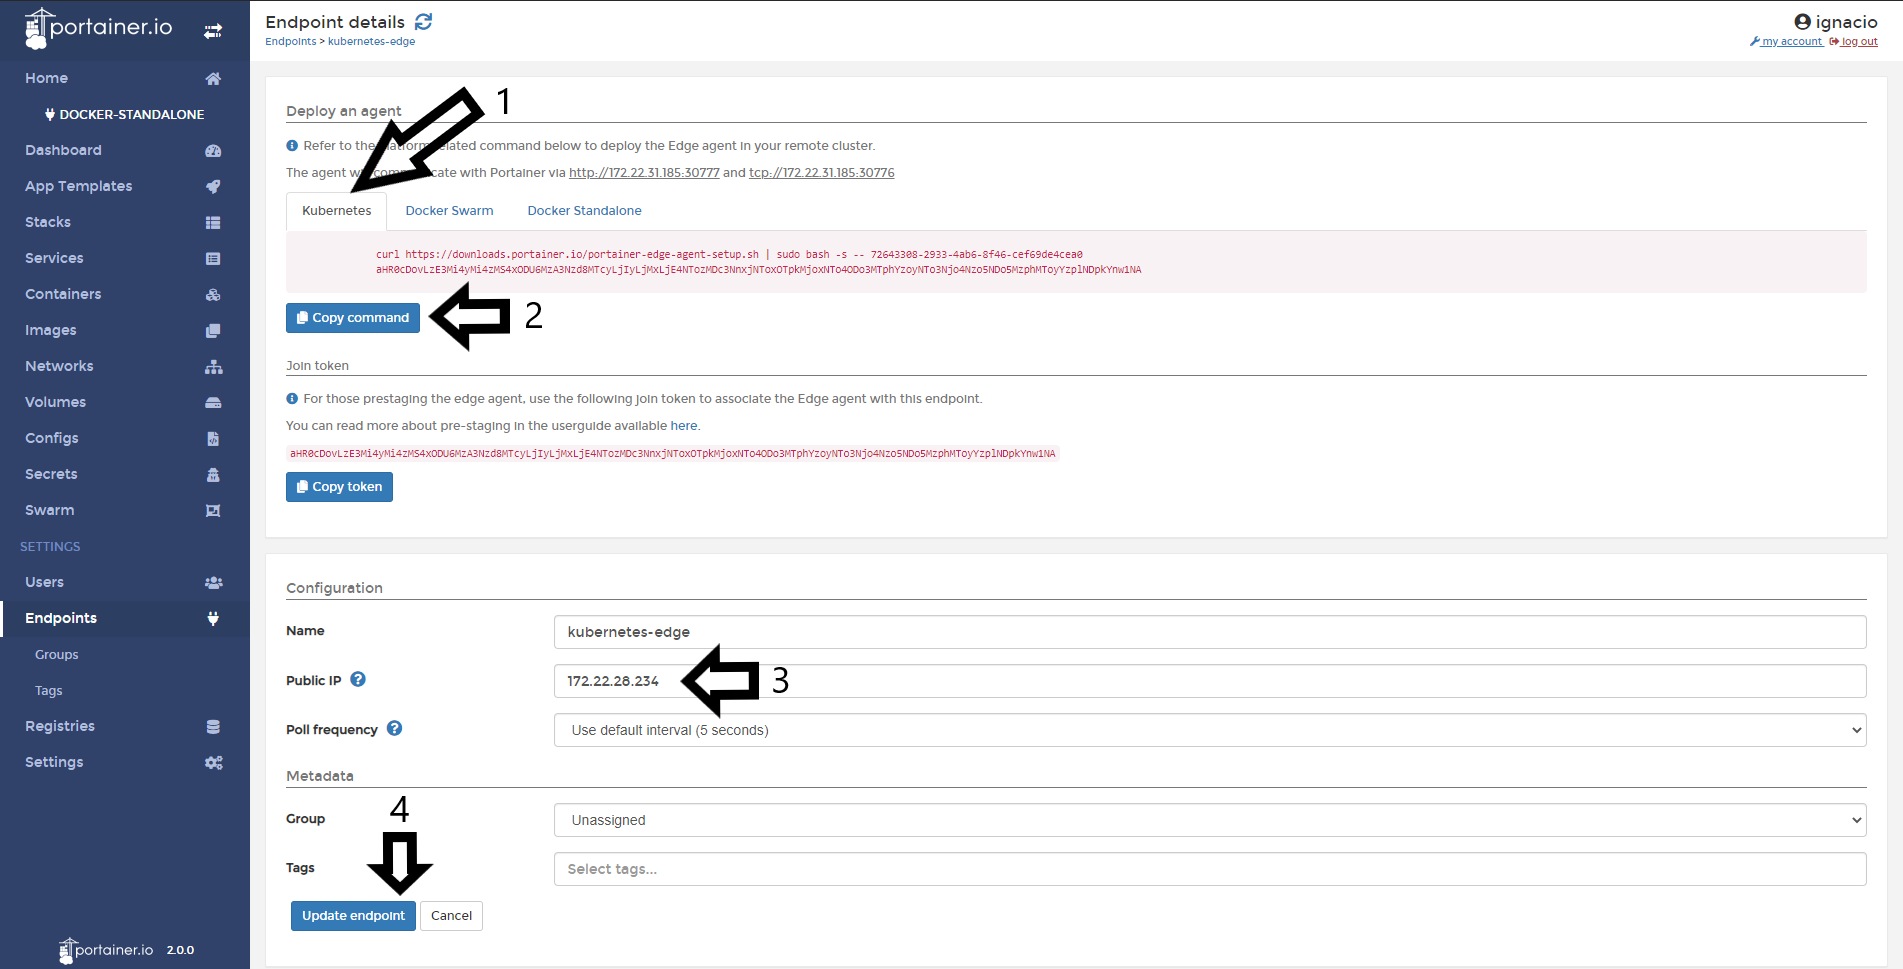 portainer.io
Home
DOCKER-STANDALONE
Dashboard
App Templates
Stacks
Services
Containers
Images
Networks
Volumes
Configs
Secrets
Swarm
SETTINGS
Users
Endpoints
Groups
Tags
Registries
Settings
portainer.io 2.0.0
Endpoint details
Endpoints > kubernetes-edge
ignacio
my account log out
Deploy an agent
1
Refer to the related command below to deploy the Edge agent in your remote cluster.
The agent with Portainer via http://172.22.31.185:30777 and tcp://172.22.31.185:30776
Kubernetes Docker Swarm Docker Standalone
curl https://downloads.portainer.io/portainer-edge-agent-setup.sh | sudo bash -s -- 72643308-2933-4ab6-8f46-cef69de4cea0
aHR0cDovLzE3Mi4yMi4zMS4xODU6MzA3Nzd8MTcyLjIyLjMxLjE4NTozMDc3NnxjNToxOTpkMjoxNTo4ODo3MTphYzoyNTo3Njo4Nzo5NDo5MzphMToyYzplNDpkYnw1NA
Copy command
2
Join token
For those prestaging the edge agent, use the following join token to associate the Edge agent with this endpoint.
You can read more about pre-staging in the userguide available here.
aHR0cDovLzE3Mi4yMi4zMS4xODU6MzA3Nzd8MTcyLjIyLjMxLjE4NTozMDc3NnxjNToxOTpkMjoxNTo4ODo3MTphYzoyNTo3Njo4Nzo5NDo5MzphMToyYzplNDpkYnw1NA
Copy token
Configuration
Name kubernetes-edge
Public IP 172.22.28.234
3
Poll frequency Use default interval (5 seconds)
Metadata
4
Group Unassigned
Tags Select tags...
Update endpoint Cancel